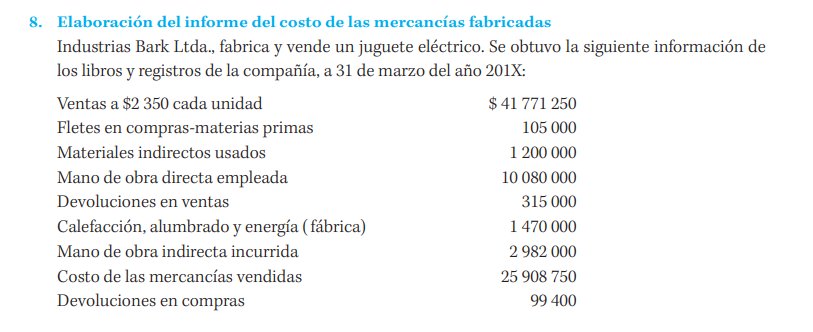 8. Elaboración del informe del costo de las mercancías fabricadas
Industrias Bark Ltda., fabrica y vende un juguete eléctrico. Se obtuvo la siguiente información de
los libros y registros de la compañía, a 31 de marzo del año 201X:
Ventas a $2 350 cada unidad $ 41 771 250
Fletes en compras-materias primas 105 000
Materiales indirectos usados 1 200 000
Mano de obra directa empleada 10 080 000
Devoluciones en ventas 315 000
Calefacción, alumbrado y energía (fábrica) 1 470 000
Mano de obra indirecta incurrida 2 982 000
Costo de las mercancías vendidas 25 908 750
Devoluciones en compras 99 400